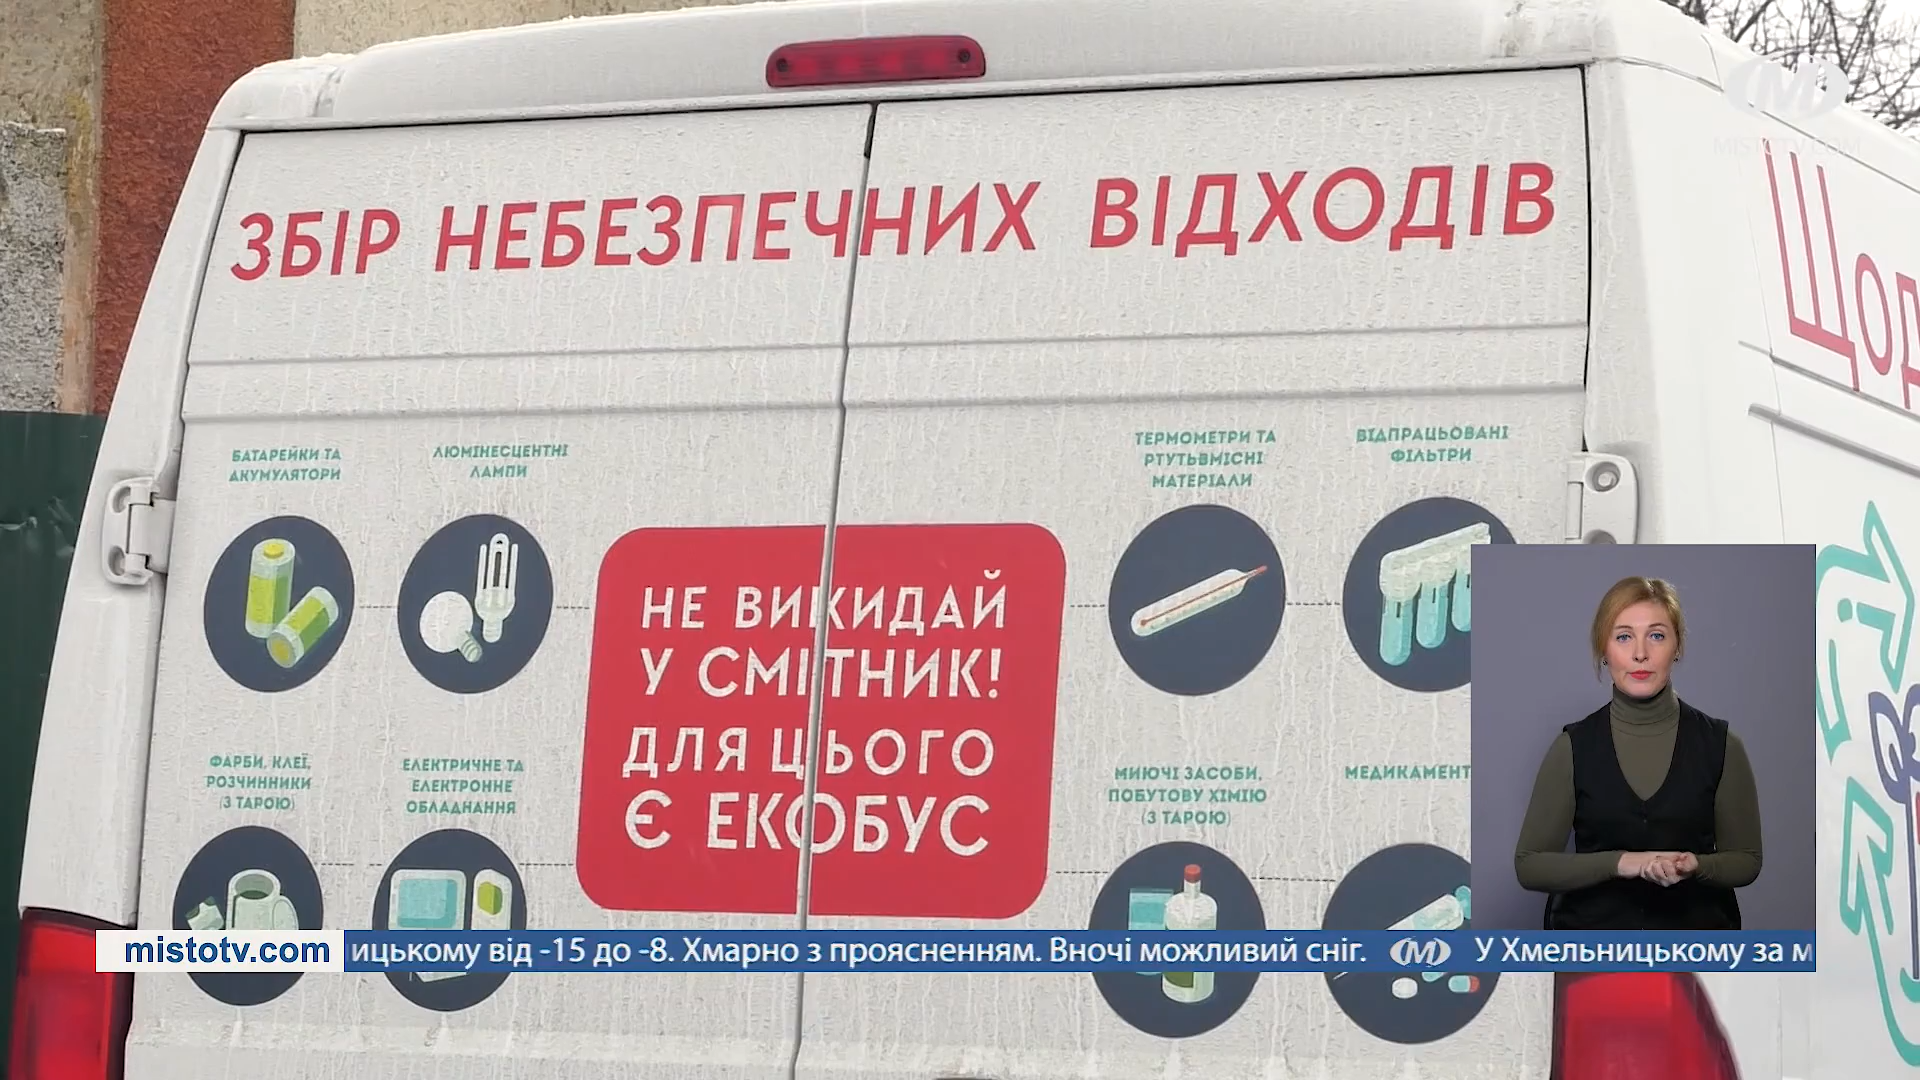 MISTOTV.COM
ЗБІР НЕБЕЗПЕЧНИХ ВІДХОДІВ
БАТАРЕЙКИ ТА
АКУМУЛЯТОРИ
ЛЮМІНЕСЦЕНТНІ
ЛАМПИ
ТЕРМОМЕТРИ ТА
РТУТЬВМІСНІ
МАТЕРІАЛИ
ВІДПРАЦЬОВАНІ
ФІЛЬТРИ
НЕ ВИКИДАЙ
У СМІТНИК!
ДЛЯ ЦЬОГО
Є ЕКОБУС
ФАРБИ, КЛЕЇ,
РОЗЧИННИКИ
(З ТАРОЮ)
ЕЛЕКТРИЧНЕ ТА
ЕЛЕКТРОННЕ
ОБЛАДНАННЯ
МИЮЧІ ЗАСОБИ,
ПОБУТОВУ ХІМІЮ
(З ТАРОЮ)
МЕДИКАМЕНТ
Щод
mistotv.com
ицькому від -15 до -8. Хмарно з проясненням. Вночі можливий сніг. У Хмельницькому за м